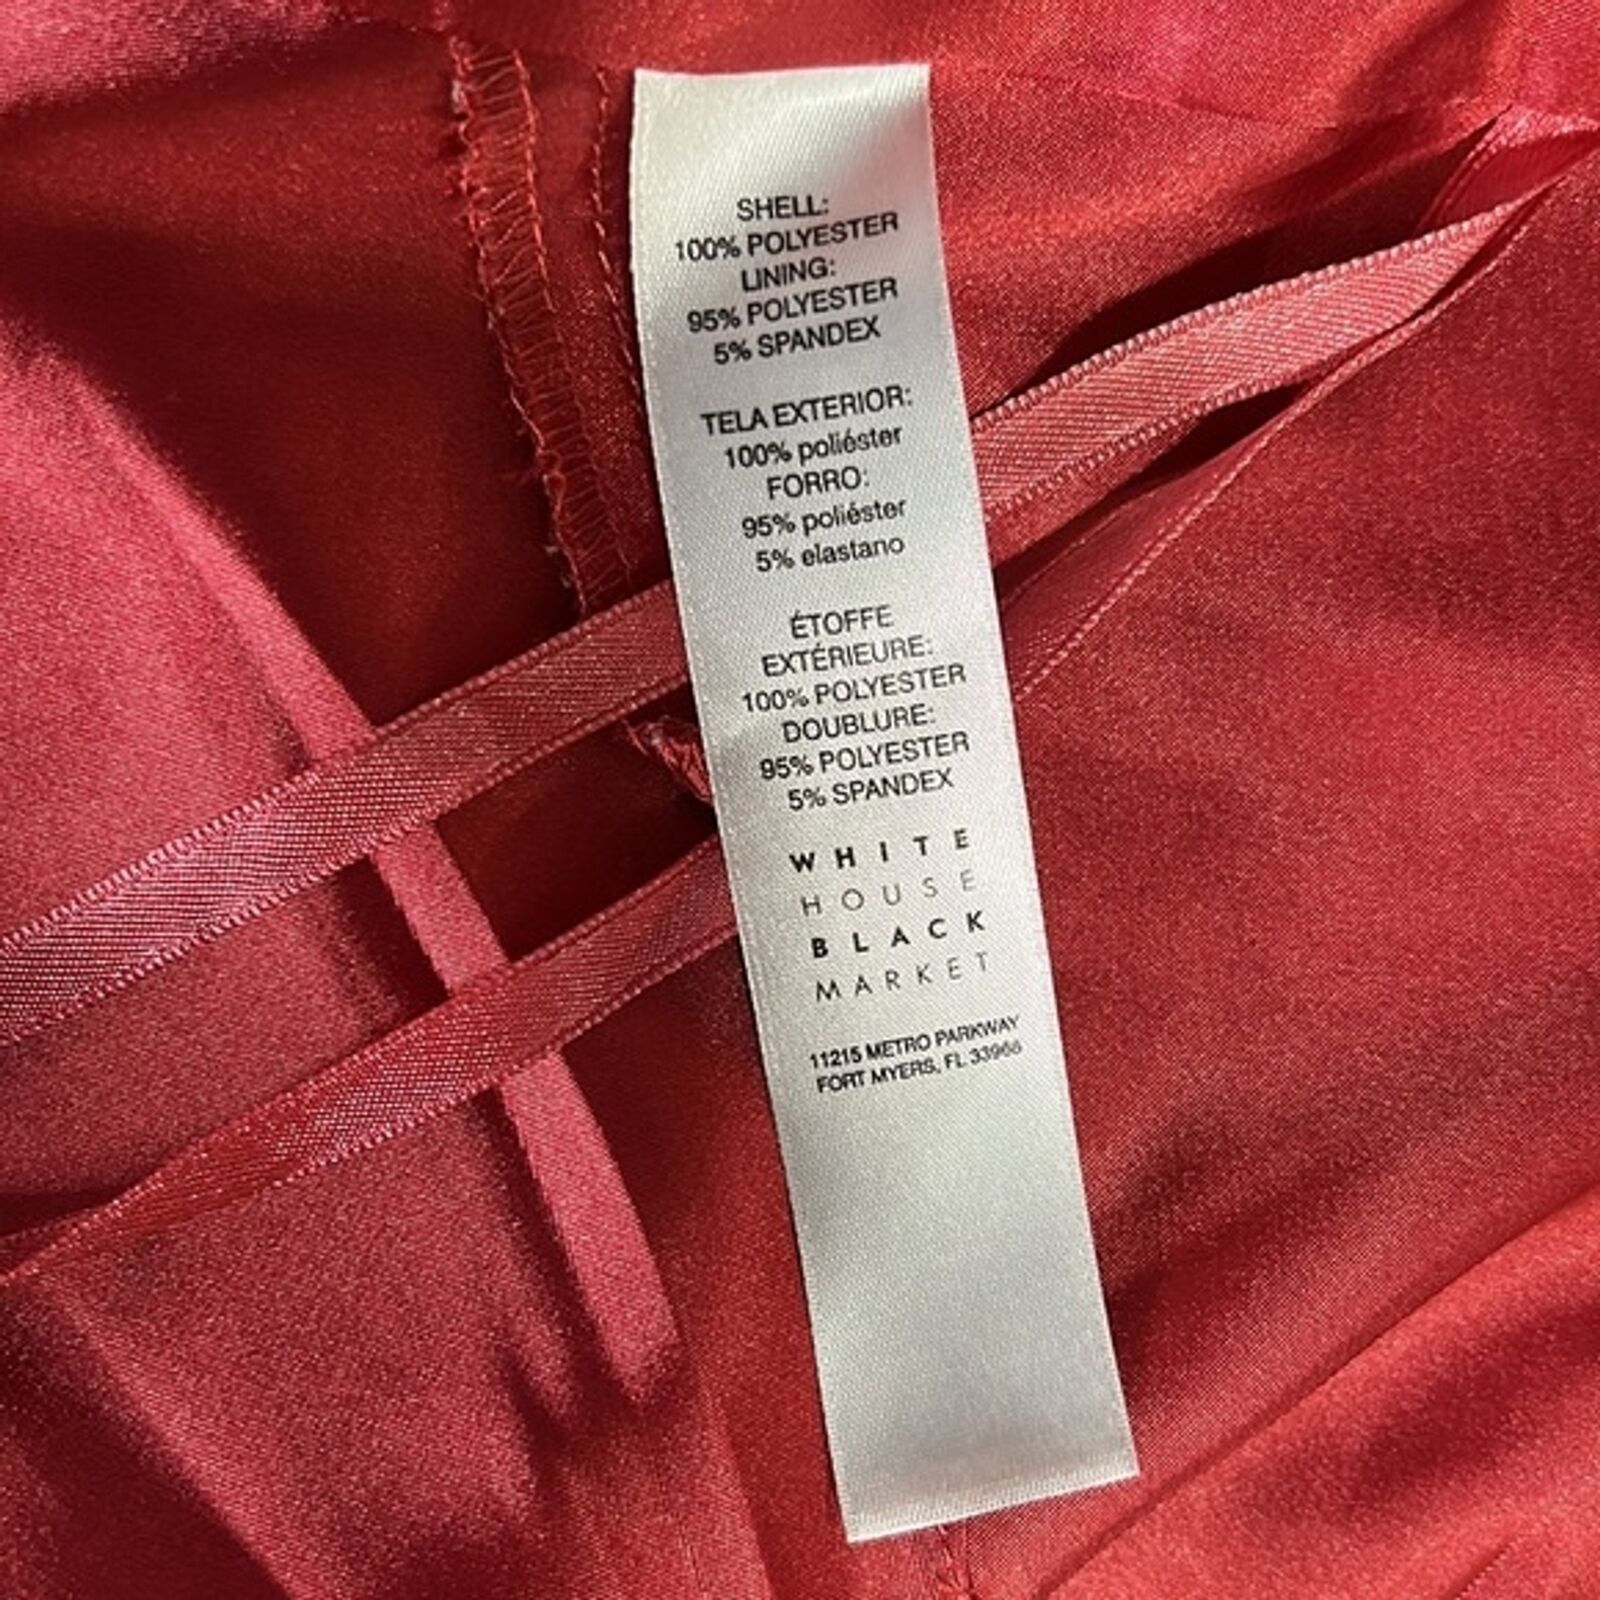 SHELL:
100% POLYESTER
LINING:
95% POLYESTER
5% SPANDEX
TELA EXTERIOR:
100% poliéster
FORRO:
95% poliéster
5% elastano
ÉTOFFE
EXTÉRIEURE:
100% POLYESTER
DOUBLURE:
95% POLYESTER
5% SPANDEX
WHITE
HOUSE
BLACK
MARKET
11215 METRO PARKWAY
FORT MYERS, FL 33966